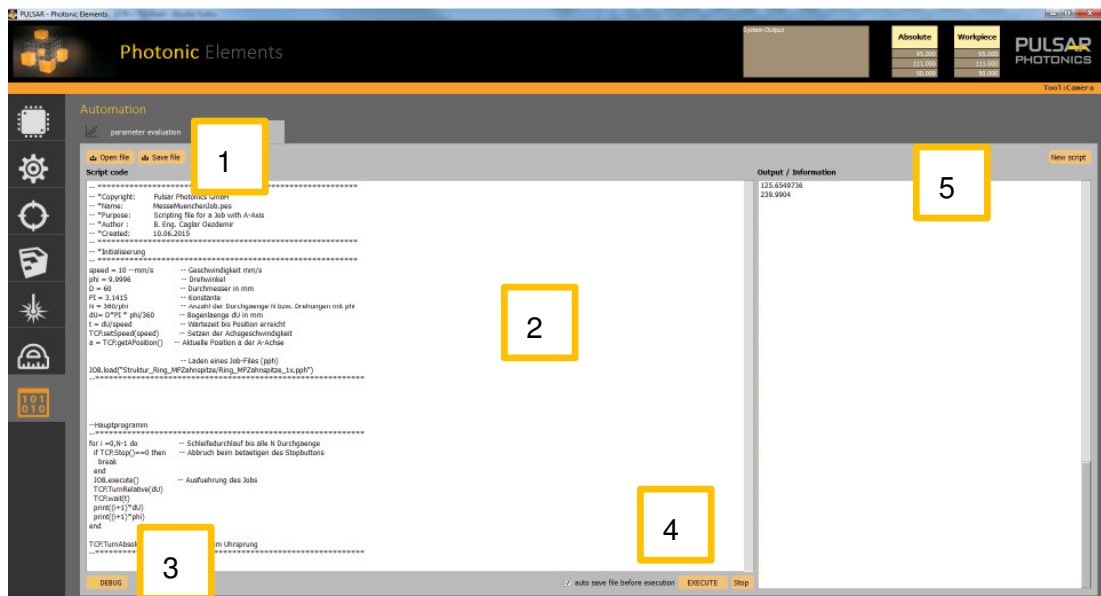 PULSAR - Photonic Elements
Photonic Elements
System Output
Absolute
95.000
111.000
50.000
Workpiece
95.000
111.000
50.000
PULSAR
PHOTONICS
Tool:Camera
Automation
parameter evaluation
1
5
Open file
Save file
New script
Script code
Output / Information
-- *Copyright: Pulsar Photonics GmbH
-- *Name: MesseMuenchenJob.pes
-- *Purpose: Scripting file for a Job with A-Axis
-- *Author : B. Eng. Caglar Oezdemir
-- *Created: 10.06.2015
-- *Initialisierung
speed = 10 --mm/s -- Geschwindigkeit mm/s
phi = 9.9996 -- Drehwinkel
D = 60 -- Durchmesser in mm
PI = 3.1415 -- Konstante
N = 360/phi -- Anzahl der Durchgaenge N bzw. Drehungen mit phi
dU= D*PI * phi/360 -- Bogenlaenge dU in mm
t = dU/speed -- Wartezeit bis Position erreicht
TCP.setSpeed(speed) -- Setzen der Achsgeschwindigkeit
a = TCP.getAPosition() -- Aktuelle Position a der A-Achse
-- Laden eines Job-Files (pph)
JOB.load("Struktur_Ring_MPZahnspitze/Ring_MPZahnspitze_1x.pph")
--Hauptprogramm
for i =0,N-1 do -- Schleifedurchlauf bis alle N Durchgaenge
if TCP.Stop()==0 then -- Abbruch beim betaetigen des Stopbuttons
break
end
JOB.execute() -- Ausfuehrung des Jobs
TCP.TurnRelative(dU)
TCP.wait(t)
print((i+1)*dU)
print((i+1)*phi)
end
TCP.TurnAbsol
m Uhrsprung
125.6549736
239.9904
2
3
4
DEBUG
auto save file before execution
EXECUTE
Stop
101
010